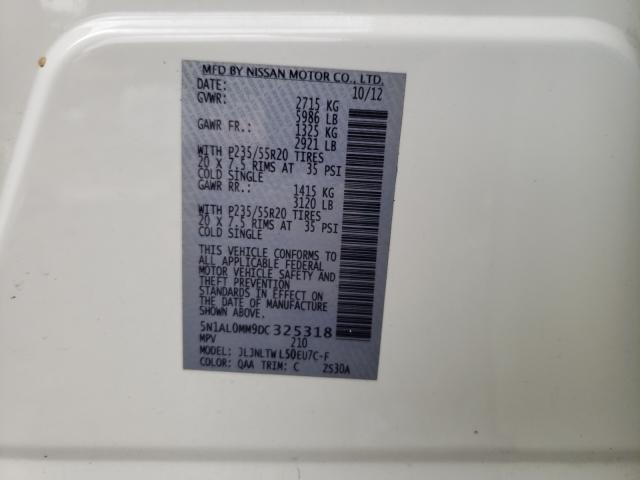 MFD BY NISSAN MOTOR CO., LTD.
DATE: 10/12
GVWR: 2715 KG
5986 LB
GAWR FR.: 1325 KG
2921 LB
WITH P235/55R20 TIRES
20 X 7.5 RIMS AT 35 PSI
COLD SINGLE
GAWR RR.: 1415 KG
3120 LB
WITH P235/55R20 TIRES
20 X 7.5 RIMS AT 35 PSI
COLD SINGLE
THIS VEHICLE CONFORMS TO
ALL APPLICABLE FEDERAL
MOTOR VEHICLE SAFETY AND
THEFT PREVENTION
STANDARDS IN EFFECT ON
THE DATE OF MANUFACTURE
SHOWN ABOVE
5N1AL0MM9DC325318
MPV 210
MODEL: JLJNLTWL50EU7C-F
COLOR: QAA TRIM: C 2S30A